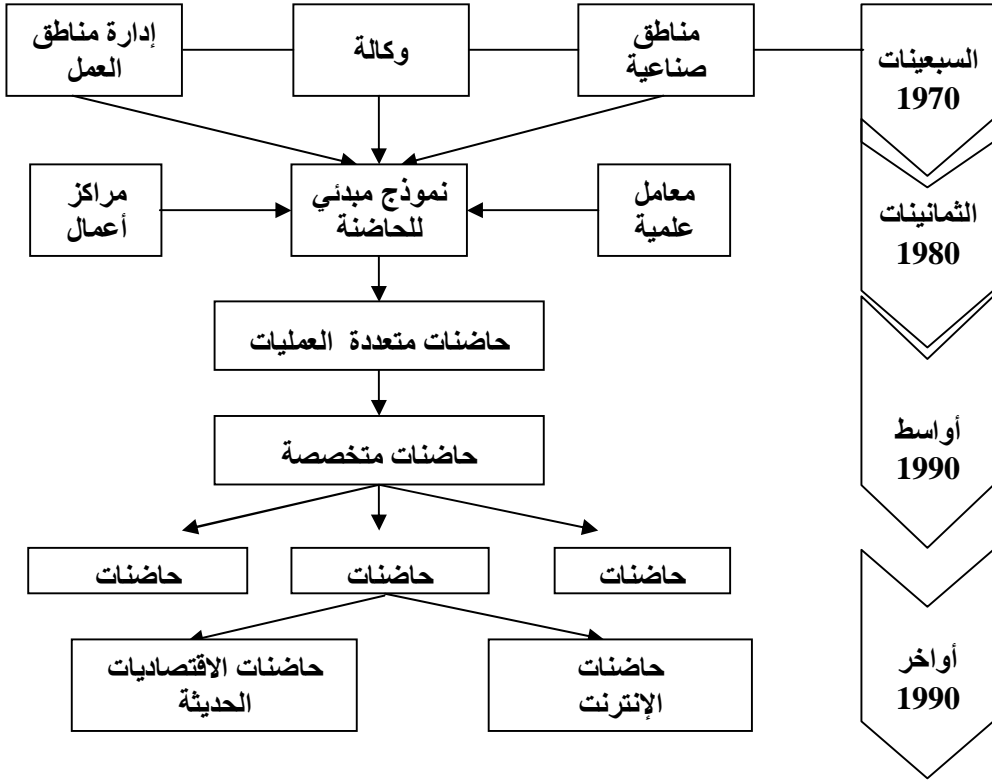 السبعينات
1970
مناطق
صناعية
وكالة
إدارة مناطق
العمل
الثمانينات
1980
معامل
علمية
نموذج مبدئي
للحاضنة
مراكز
أعمال
حاضنات متعددة العمليات
أواسط
1990
حاضنات متخصصة
حاضنات
حاضنات
حاضنات
أواخر
1990
حاضنات
الإنترنت
حاضنات الاقتصاديات
الحديثة